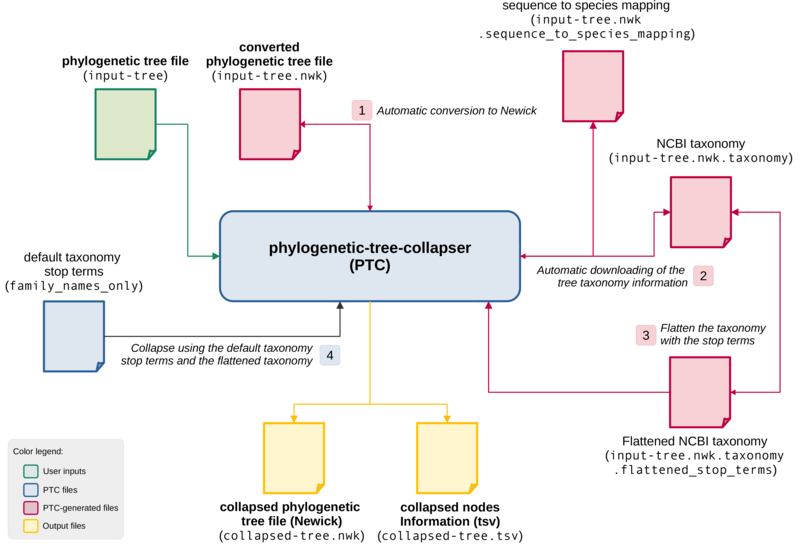 sequence to species mapping
(input-tree.nwk
.sequence_to_species_mapping)
converted
phylogenetic tree file
(input-tree.nwk)
phylogenetic tree file
(input-tree)
1 Automatic conversion to Newick
NCBI taxonomy
(input-tree.nwk.taxonomy)
phylogenetic-tree-collapser
(PTC)
default taxonomy
stop terms
(family_names_only)
Automatic downloading of the
tree taxonomy information
2
3
Flatten the taxonomy
with the stop terms
Collapse using the default taxonomy
stop terms and the flattened taxonomy
4
Flattened NCBI taxonomy
(input-tree.nwk.taxonomy
.flattened_stop_terms)
Color legend:
User inputs
PTC files
PTC-generated files
Output files
collapsed phylogenetic
tree file (Newick)
(collapsed-tree.nwk)
collapsed nodes
Information (tsv)
(collapsed-tree.tsv)